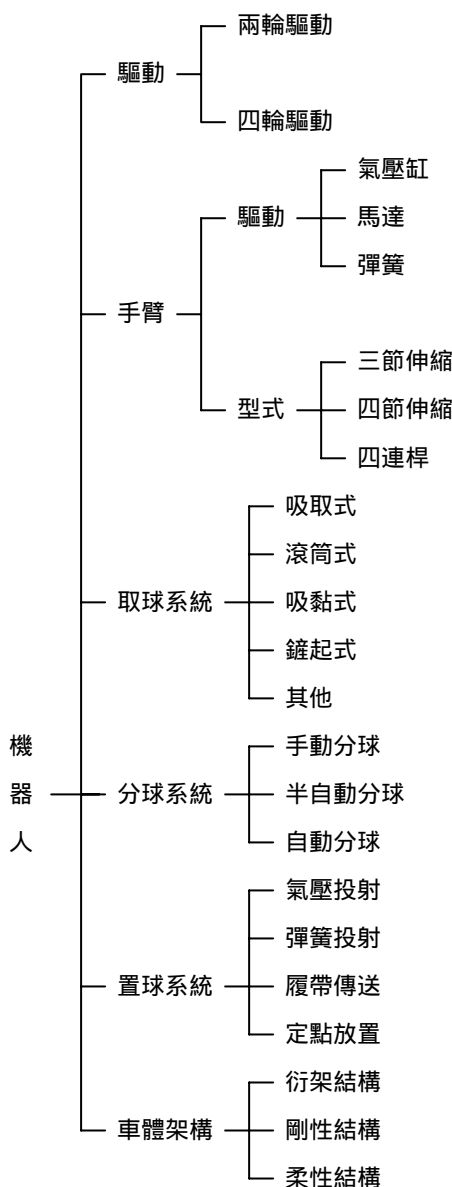 機器人
驅動
兩輪驅動
四輪驅動
手臂
驅動
氣壓缸
馬達
彈簧
型式
三節伸縮
四節伸縮
四連桿
取球系統
吸取式
滾筒式
吸黏式
鏟起式
其他
分球系統
手動分球
半自動分球
自動分球
置球系統
氣壓投射
彈簧投射
履帶傳送
定點放置
車體架構
衍架結構
剛性結構
柔性結構